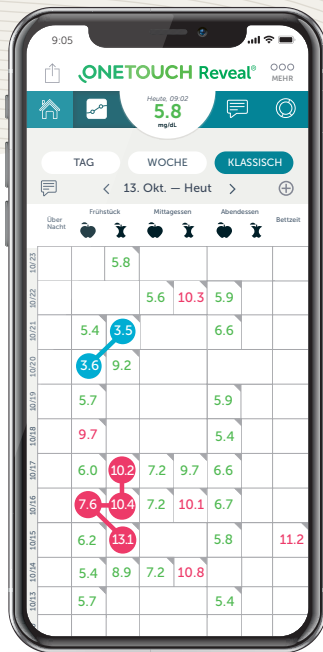 9:05
ONETOUCH Reveal®
MEHR
Heute, 09:02
5.8
mg/dL
TAG WOCHE KLASSISCH
13. Okt. — Heut
Über Nacht Frühstück Mittagessen Abendessen Bettzeit
10/23 5.8
10/22 5.6 10.3 5.9
10/21 5.4 3.5 6.6
10/20 3.6 9.2
10/19 5.7 5.9
10/18 9.7 5.4
10/17 6.0 10.2 7.2 9.7 6.6
10/16 7.6 10.4 7.2 10.1 6.7
10/15 6.2 13.1 5.8 11.2
10/14 5.4 8.9 7.2 10.8
10/13 5.7 5.4